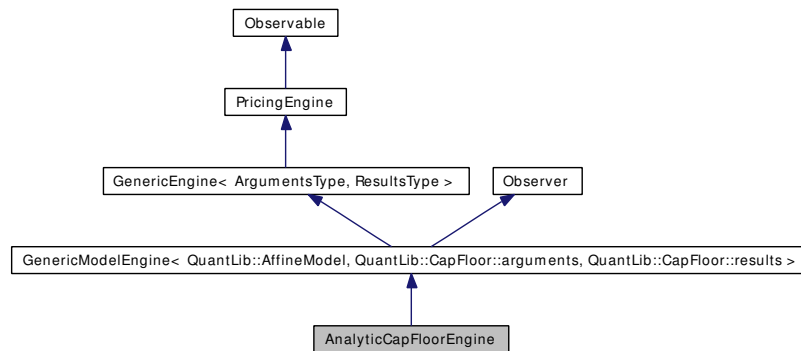 Observable
PricingEngine
GenericEngine< ArgumentsType, ResultsType >
Observer
GenericModelEngine< QuantLib::AffineModel, QuantLib::CapFloor::arguments, QuantLib::CapFloor::results >
AnalyticCapFloorEngine